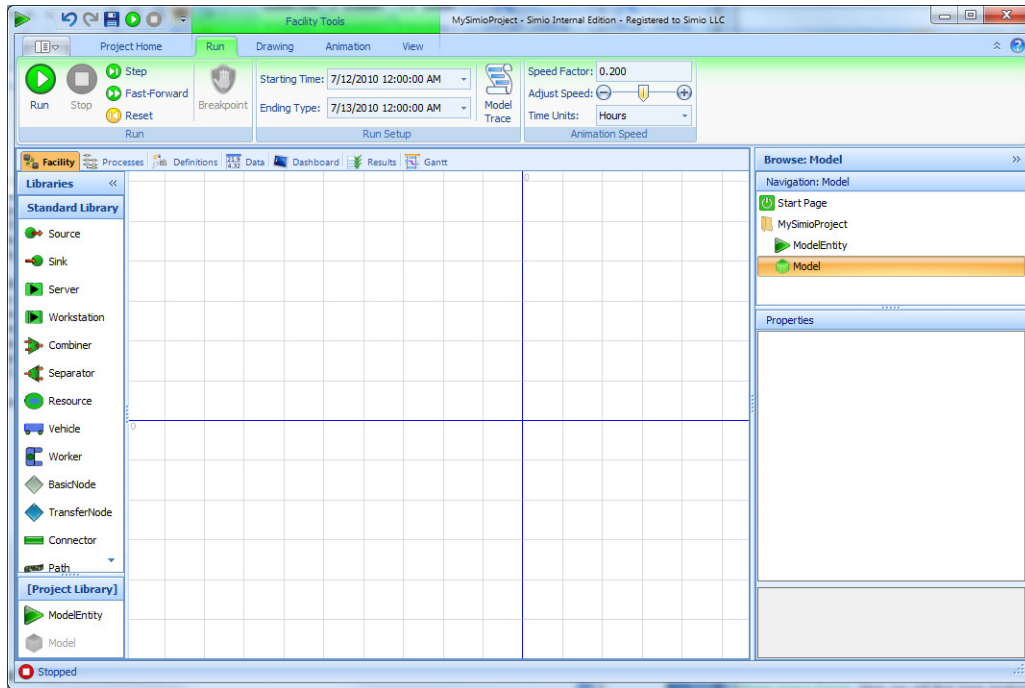 Facility Tools
MySimioProject - Simio Internal Edition - Registered to Simio LLC
Project Home Run Drawing Animation View
Run
Stop
Step
Fast-Forward
Reset
Breakpoint
Run
Starting Time: 7/12/2010 12:00:00 AM
Ending Type: 7/13/2010 12:00:00 AM
Run Setup
Model
Trace
Speed Factor: 0.200
Adjust Speed:
Time Units: Hours
Animation Speed
Facility Processes Definitions Data Dashboard Results Gantt
Libraries
Standard Library
Source
Sink
Server
Workstation
Combiner
Separator
Resource
Vehicle
Worker
BasicNode
TransferNode
Connector
Path
[Project Library]
ModelEntity
Model
0
0
Browse: Model
Navigation: Model
Start Page
MySimioProject
ModelEntity
Model
Properties
Stopped